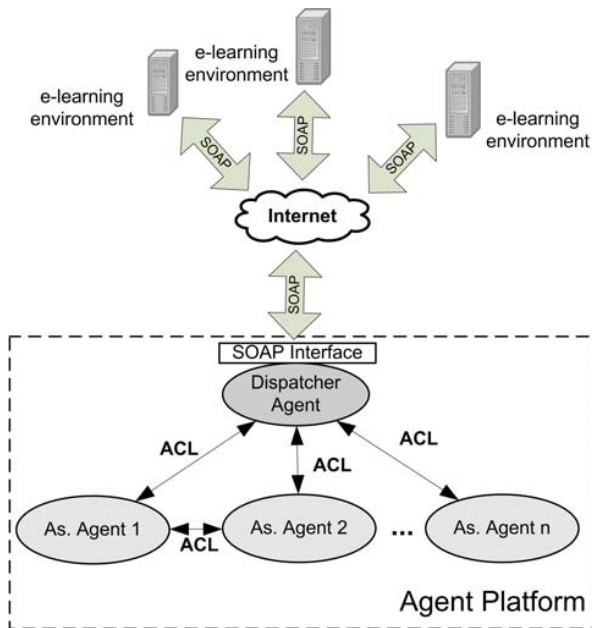 e-learning
environment
e-learning
environment
e-learning
environment
SOAP
SOAP
SOAP
Internet
SOAP
SOAP Interface
Dispatcher
Agent
ACL
ACL
ACL
As. Agent 1
ACL
As. Agent 2
...
As. Agent n
Agent Platform